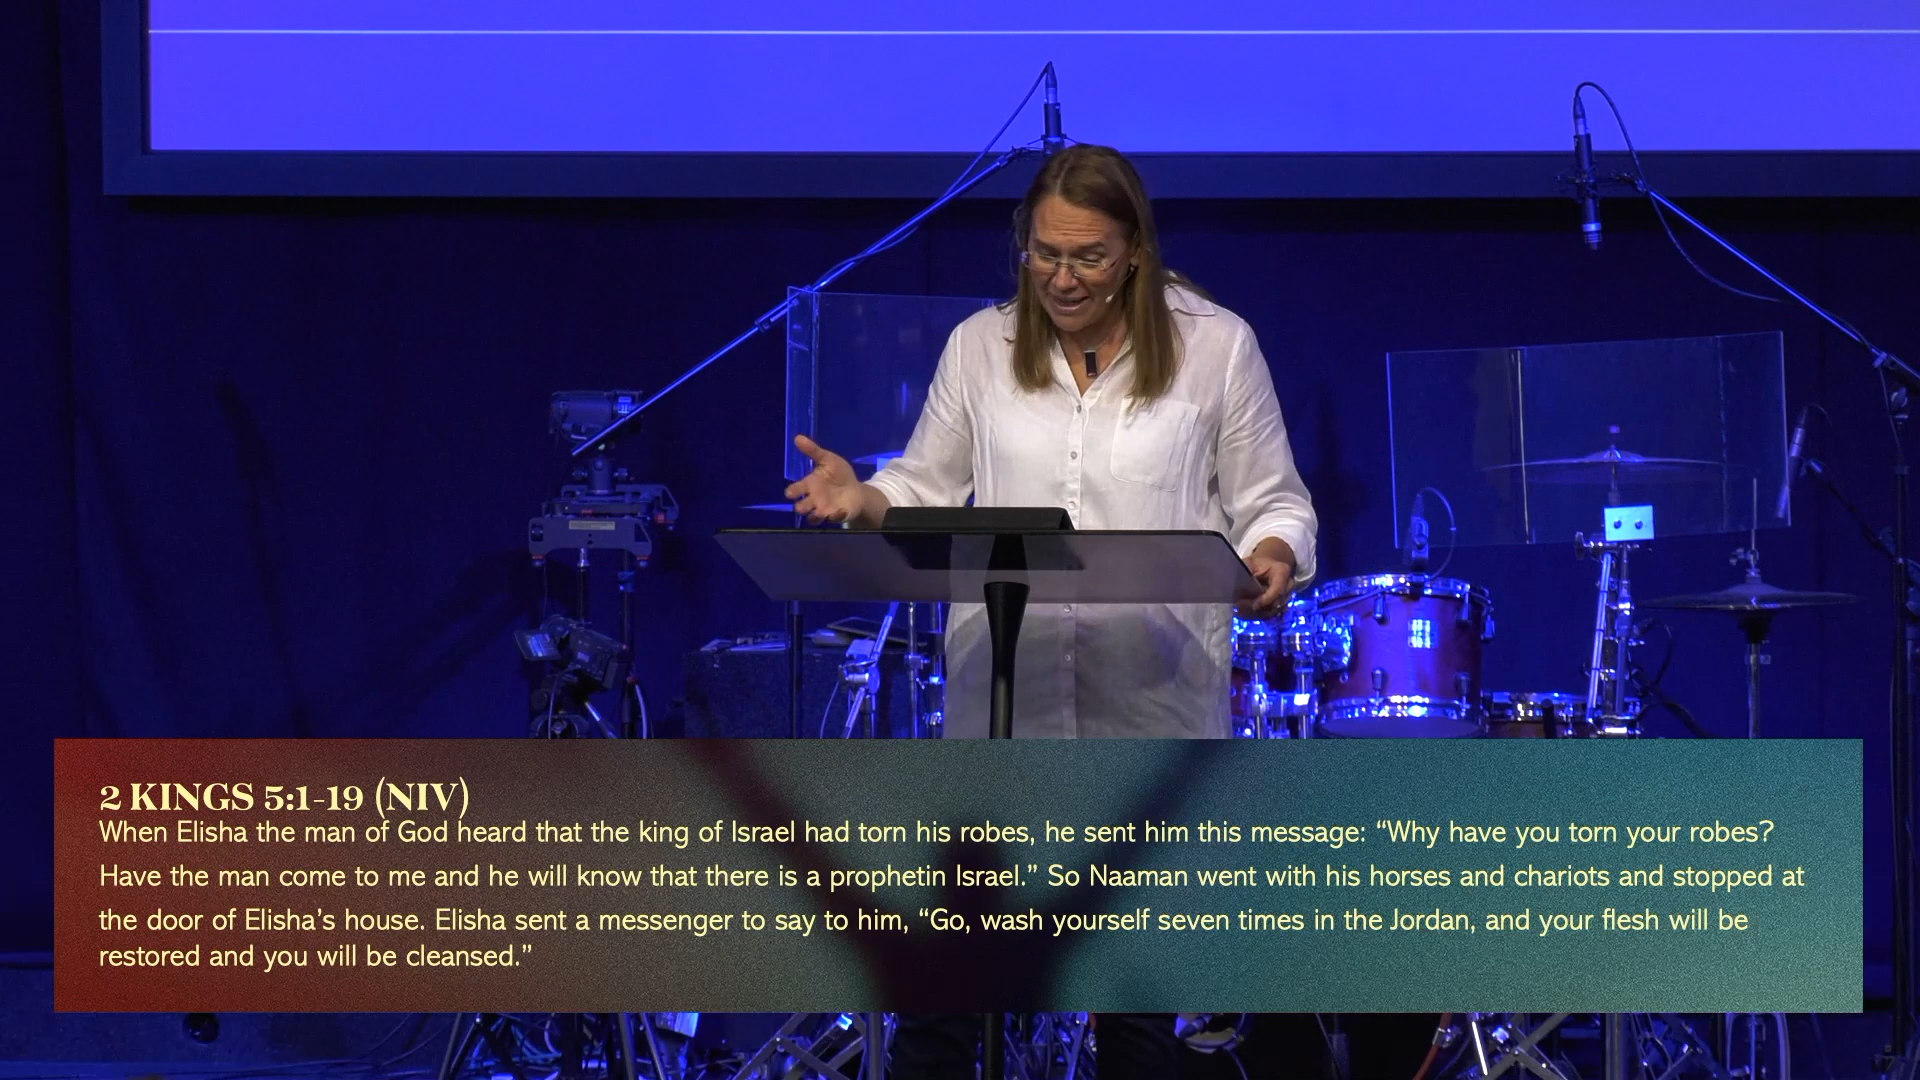 2 KINGS 5:1-19 (NIV)
When Elisha the man of God heard that the king of Israel had torn his robes, he sent him this message: “Why have you torn your robes?
Have the man come to me and he will know that there is a prophetin Israel.” So Naaman went with his horses and chariots and stopped at
the door of Elisha’s house. Elisha sent a messenger to say to him, “Go, wash yourself seven times in the Jordan, and your flesh will be
restored and you will be cleansed.”